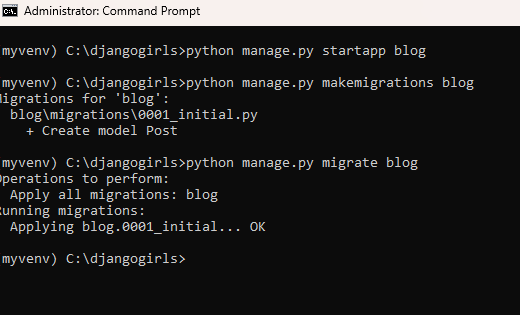 Administrator: Command Prompt
myvenv) C:\djangogirls>python manage.py startapp blog
myvenv) C:\djangogirls>python manage.py makemigrations blog
igrations for 'blog':
blog\migrations\0001_initial.py
+ Create model Post
myvenv) C:\djangogirls>python manage.py migrate blog
perations to perform:
Apply all migrations: blog
unning migrations:
Applying blog.0001_initial... OK
myvenv) C:\djangogirls>